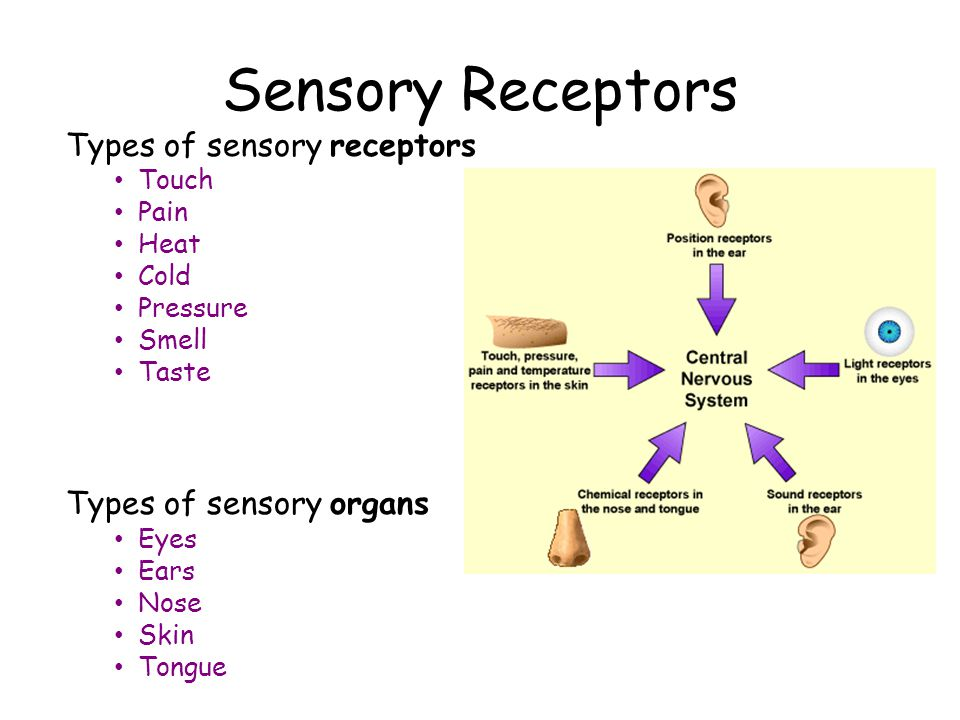 Sensory Receptors
Types of sensory receptors
• Touch
• Pain
• Heat
• Cold
• Pressure
• Smell
• Taste
Types of sensory organs
• Eyes
• Ears
• Nose
• Skin
• Tongue
Position receptors
in the ear
Touch, pressure,
pain and temperature
receptors in the skin
Central
Nervous
System
Light receptors
in the eyes
Chemical receptors in
the nose and tongue
Sound receptors
in the ear